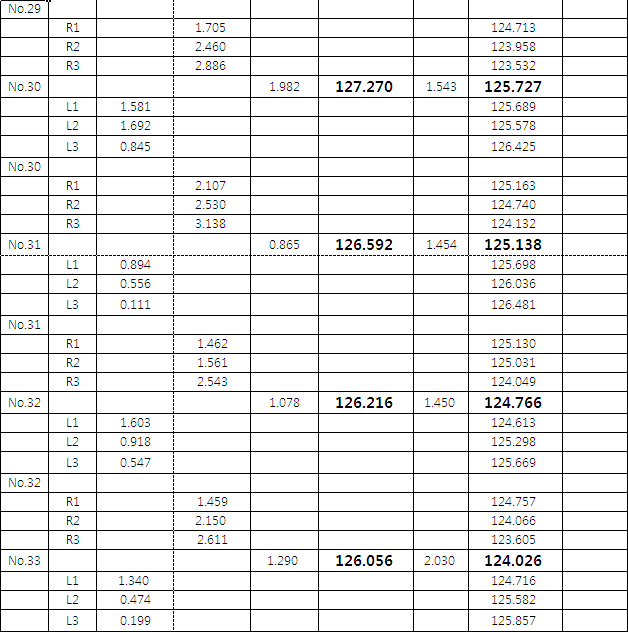 No.29
R1 1.705 124.713
R2 2.460 123.958
R3 2.886 123.532
No.30 1.982 127.270 1.543 125.727
L1 1.581 125.689
L2 1.692 125.578
L3 0.845 126.425
No.30
R1 2.107 125.163
R2 2.530 124.740
R3 3.138 124.132
No.31 0.865 126.592 1.454 125.138
L1 0.894 125.698
L2 0.556 126.036
L3 0.111 126.481
No.31
R1 1.462 125.130
R2 1.561 125.031
R3 2.543 124.049
No.32 1.078 126.216 1.450 124.766
L1 1.603 124.613
L2 0.918 125.298
L3 0.547 125.669
No.32
R1 1.459 124.757
R2 2.150 124.066
R3 2.611 123.605
No.33 1.290 126.056 2.030 124.026
L1 1.340 124.716
L2 0.474 125.582
L3 0.199 125.857